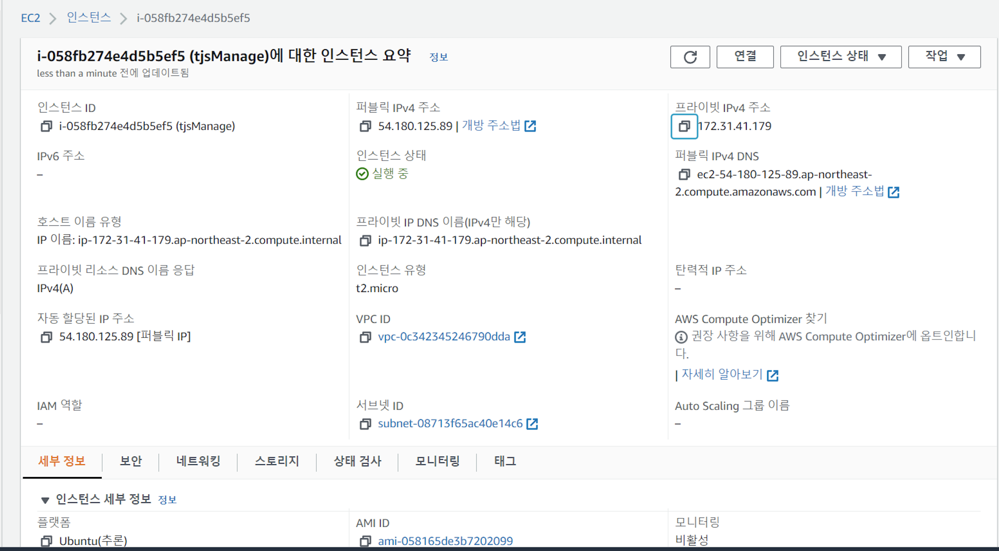 EC2 > 인스턴스 > i-058fb274e4d5b5ef5
i-058fb274e4d5b5ef5 (tjsManage)에 대한 인스턴스 요약 정보
less than a minute 전에 업데이트됨
연결 인스턴스 상태 ▼ 작업 ▼
인스턴스 ID
i-058fb274e4d5b5ef5 (tjsManage)
퍼블릭 IPv4 주소
54.180.125.89 | 개방 주소법
프라이빗 IPv4 주소
172.31.41.179
IPv6 주소
–
인스턴스 상태
실행 중
퍼블릭 IPv4 DNS
ec2-54-180-125-89.ap-northeast-
2.compute.amazonaws.com | 개방 주소법
호스트 이름 유형
IP 이름: ip-172-31-41-179.ap-northeast-2.compute.internal
프라이빗 IP DNS 이름(IPv4만 해당)
ip-172-31-41-179.ap-northeast-2.compute.internal
프라이빗 리소스 DNS 이름 응답
IPv4(A)
인스턴스 유형
t2.micro
탄력적 IP 주소
–
자동 할당된 IP 주소
54.180.125.89 [퍼블릭 IP]
VPC ID
vpc-0c342345246790dda
AWS Compute Optimizer 찾기
권장 사항을 위해 AWS Compute Optimizer에 옵트인합니
다.
| 자세히 알아보기
IAM 역할
–
서브넷 ID
subnet-08713f65ac40e14c6
Auto Scaling 그룹 이름
–
세부 정보 보안 네트워킹 스토리지 상태 검사 모니터링 태그
▼ 인스턴스 세부 정보 정보
플랫폼
Ubuntu(추론)
AMI ID
ami-058165de3b7202099
모니터링
비활성